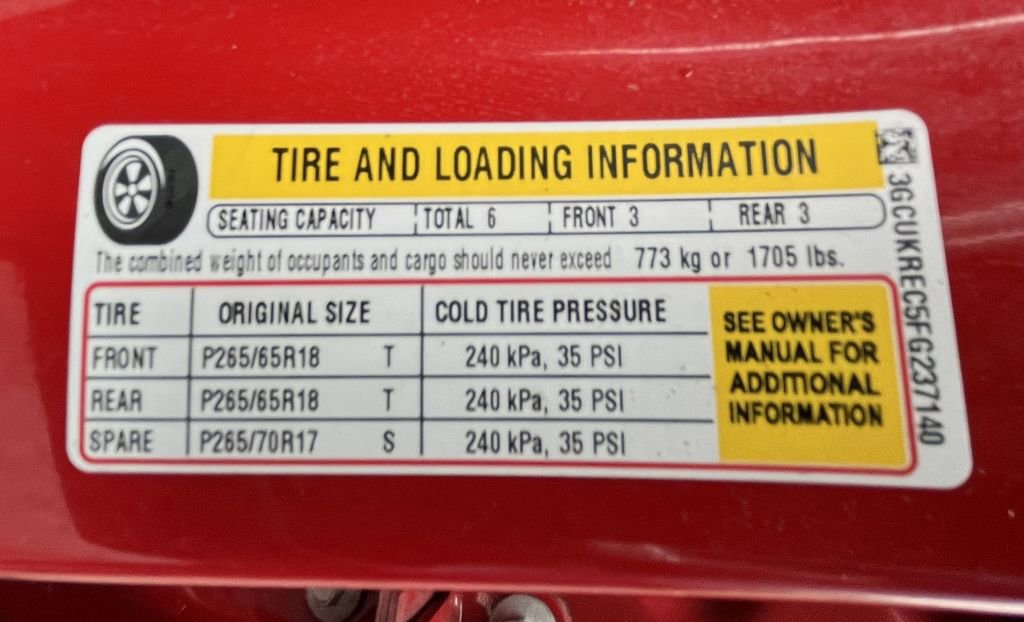 TIRE AND LOADING INFORMATION
SEATING CAPACITY TOTAL 6 FRONT 3 REAR 3
The combined weight of occupants and cargo should never exceed 773 kg or 1705 lbs.
TIRE ORIGINAL SIZE COLD TIRE PRESSURE
FRONT P265/65R18 T 240 kPa, 35 PSI
REAR P265/65R18 T 240 kPa, 35 PSI
SPARE P265/70R17 S 240 kPa, 35 PSI
SEE OWNER'S
MANUAL FOR
ADDITIONAL
INFORMATION
3GCUKREC5FG237140